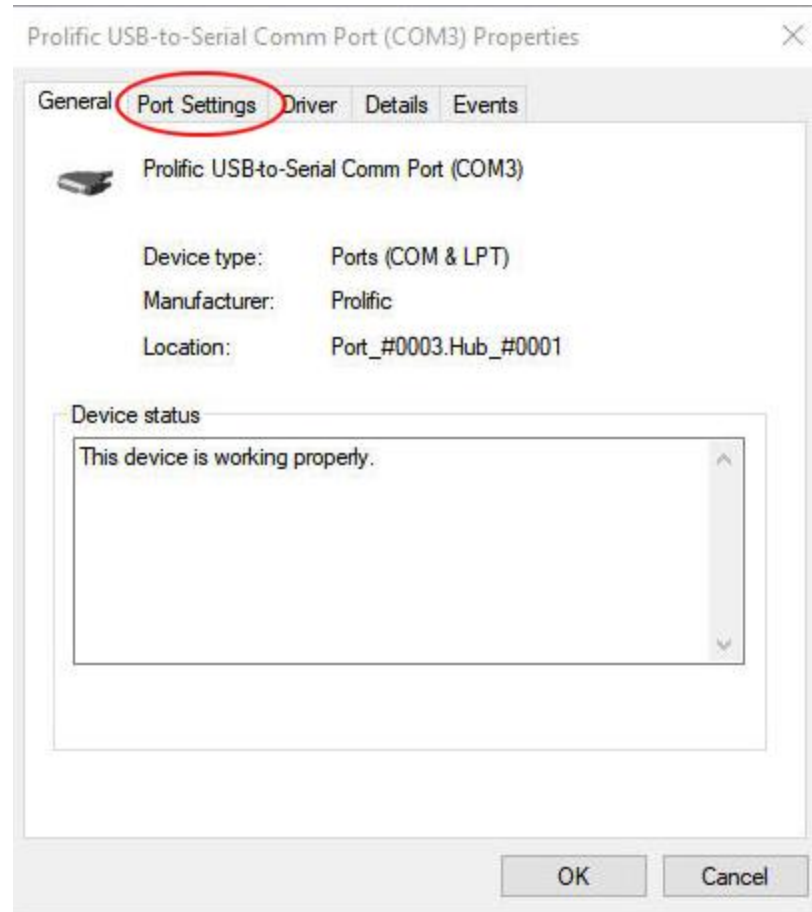 Prolific USB-to-Serial Comm Port (COM3) Properties
General Port Settings Driver Details Events
Prolific USB-to-Serial Comm Port (COM3)
Device type: Ports (COM & LPT)
Manufacturer: Prolific
Location: Port_#0003.Hub_#0001
Device status
This device is working properly.
OK Cancel